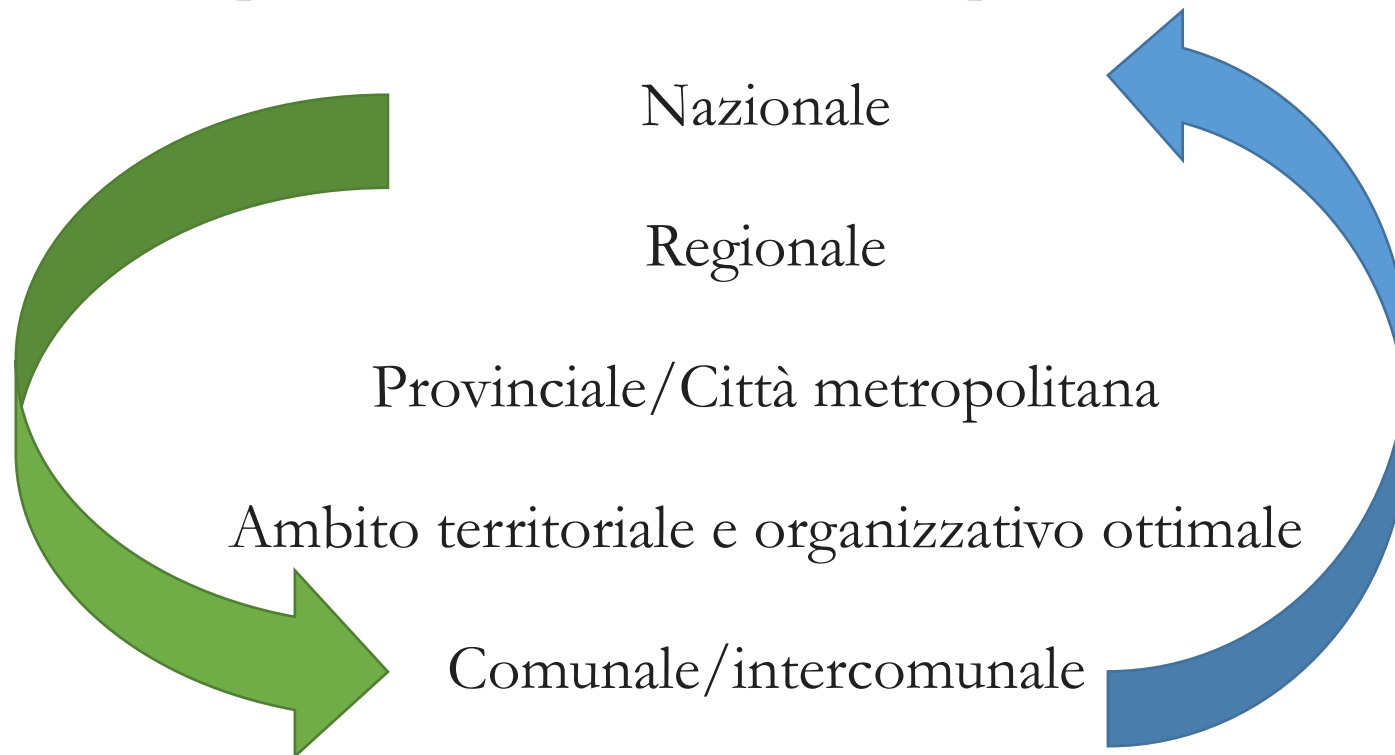 Nazionale
Regionale
Provinciale/Città metropolitana
Ambito territoriale e organizzativo ottimale
Comunale/intercomunale